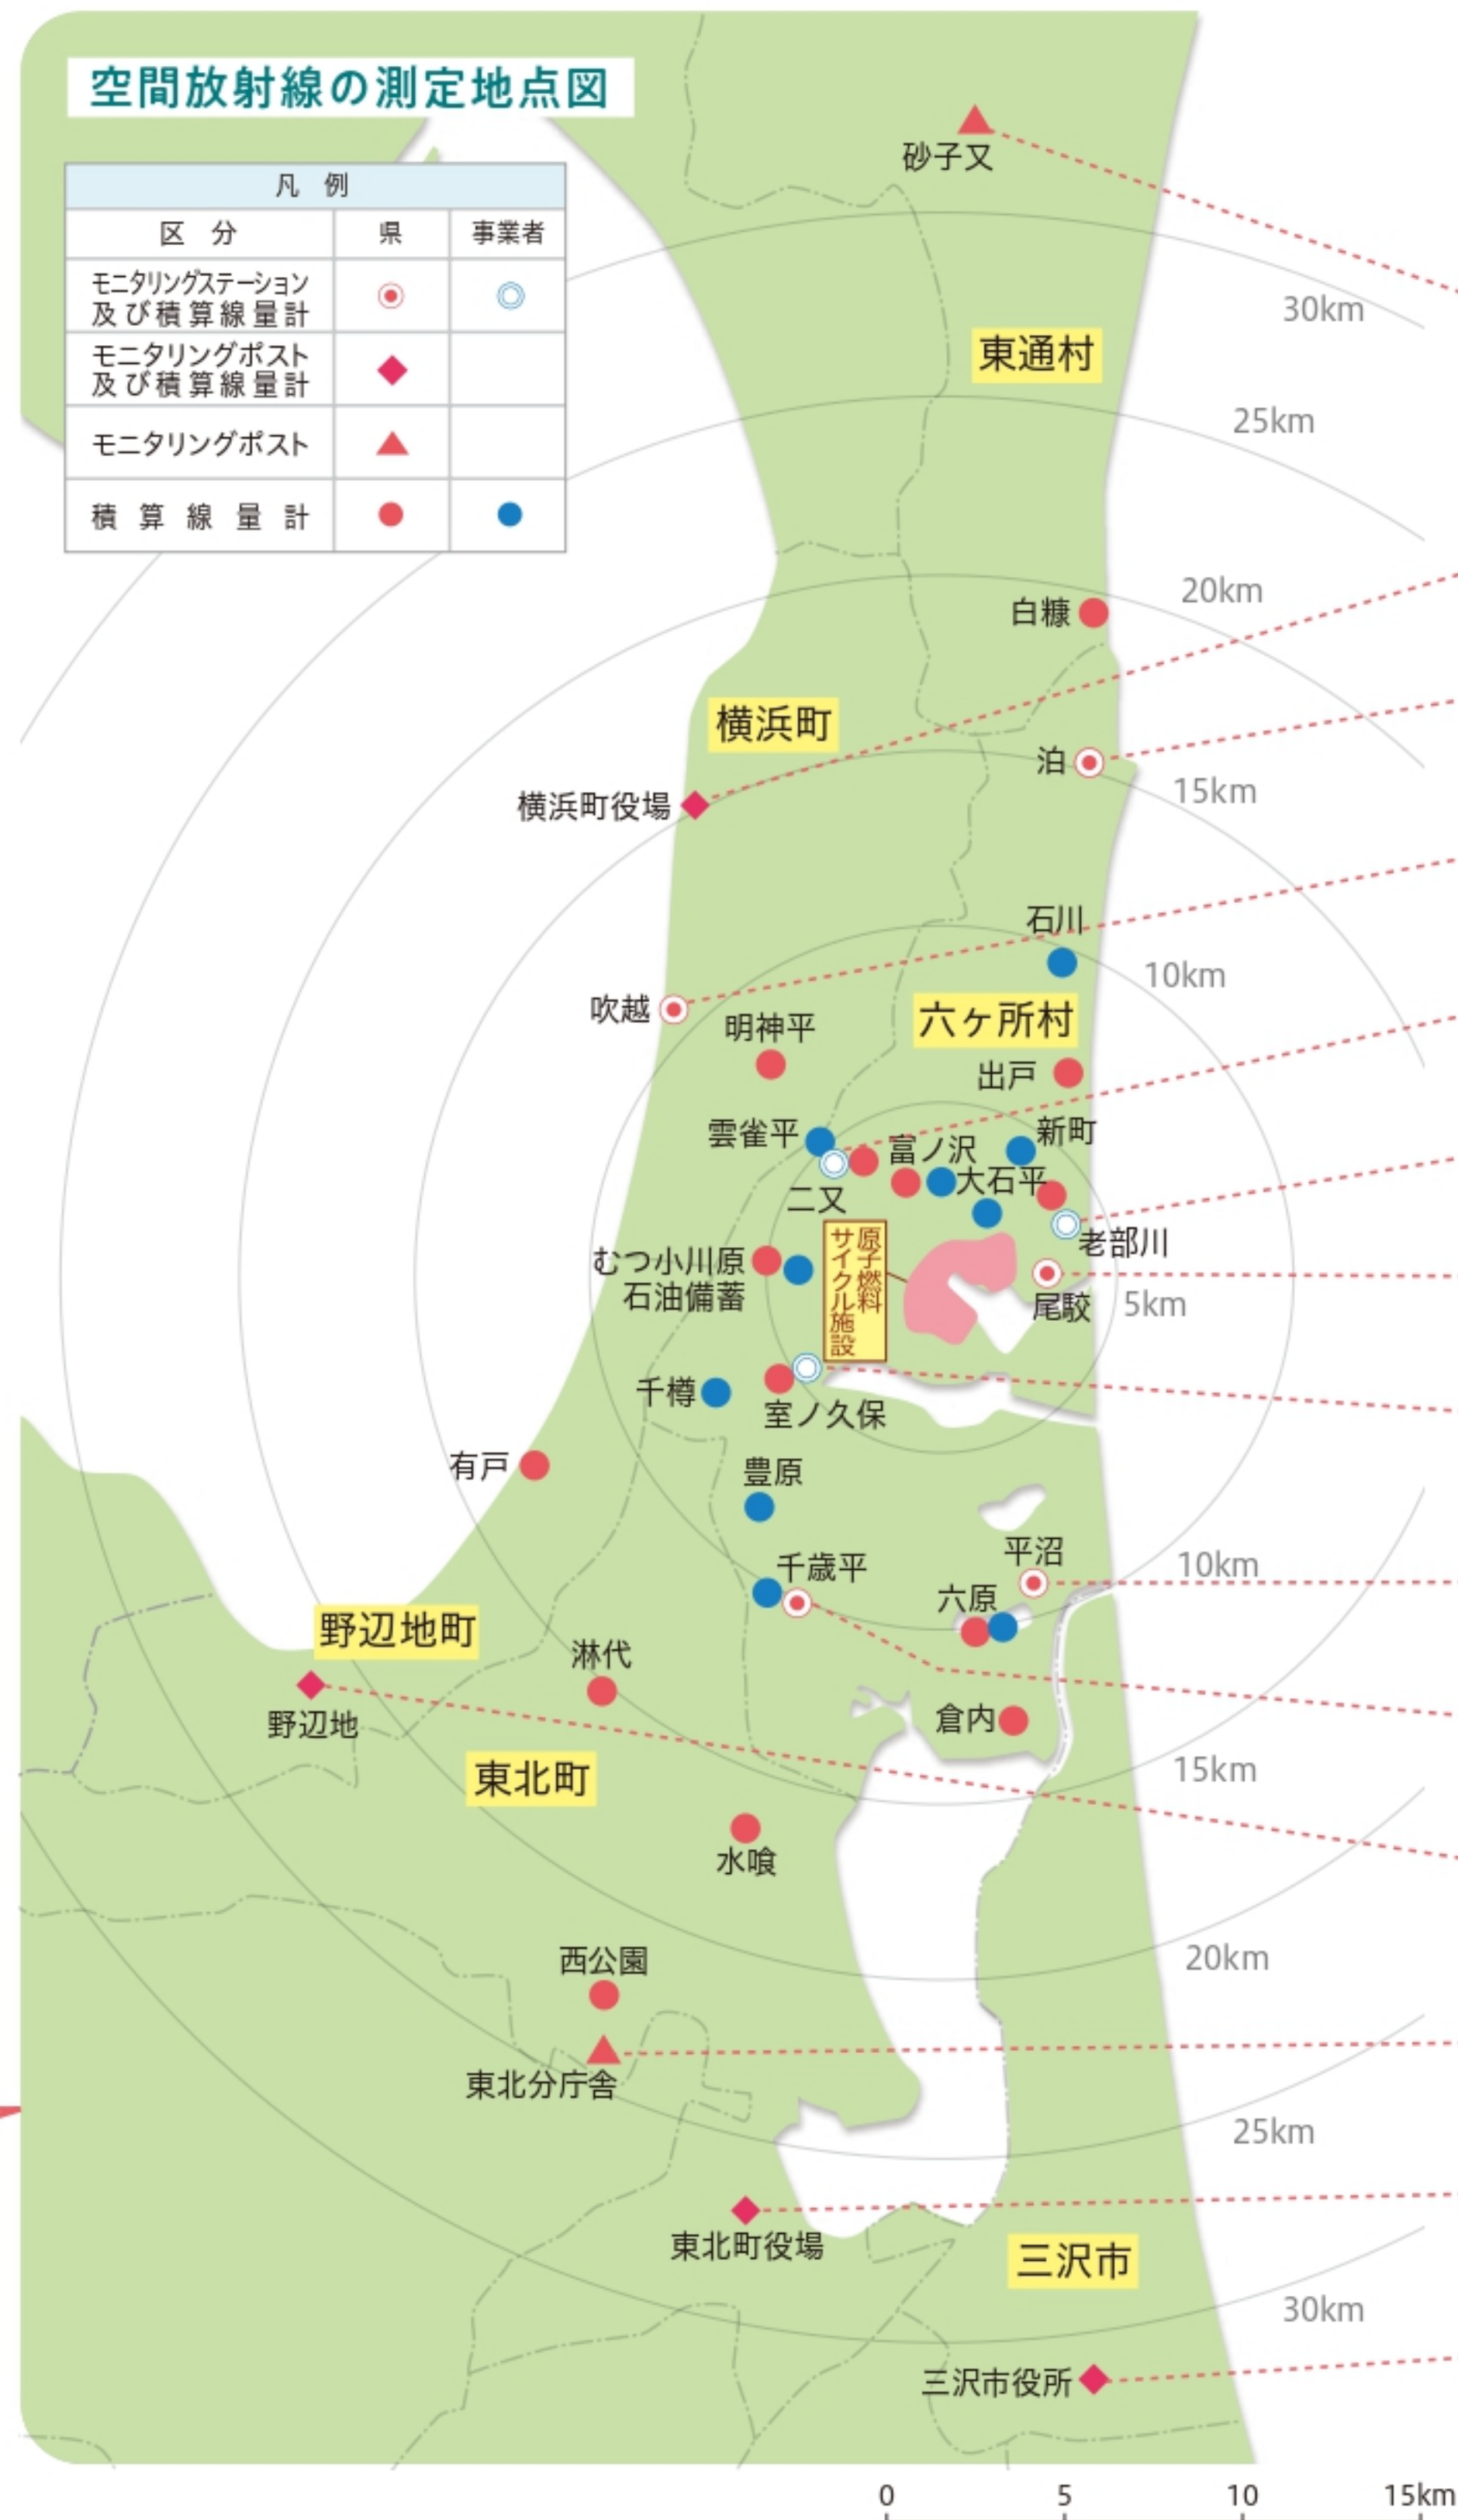 空間放射線の測定地点図
凡 例
区 分 県 事業者
モニタリングステーション
及び積算線量計
モニタリングポスト
及び積算線量計
モニタリングポスト
積 算 線 量 計
砂子又
30km
東通村
25km
20km
白糠
横浜町
泊
15km
横浜町役場
石川
10km
吹越
六ヶ所村
明神平
出戸
雲雀平
新町
富ノ沢
大石平
二又
老部川
むつ小川原
石油備蓄
原子燃料
サイクル施設
尾駮
5km
千樽
室ノ久保
有戸
豊原
平沼
10km
千歳平
六原
野辺地町
淋代
野辺地
倉内
東北町
15km
水喰
西公園
20km
東北分庁舎
25km
東北町役場
三沢市
30km
三沢市役所
0 5 10 15km